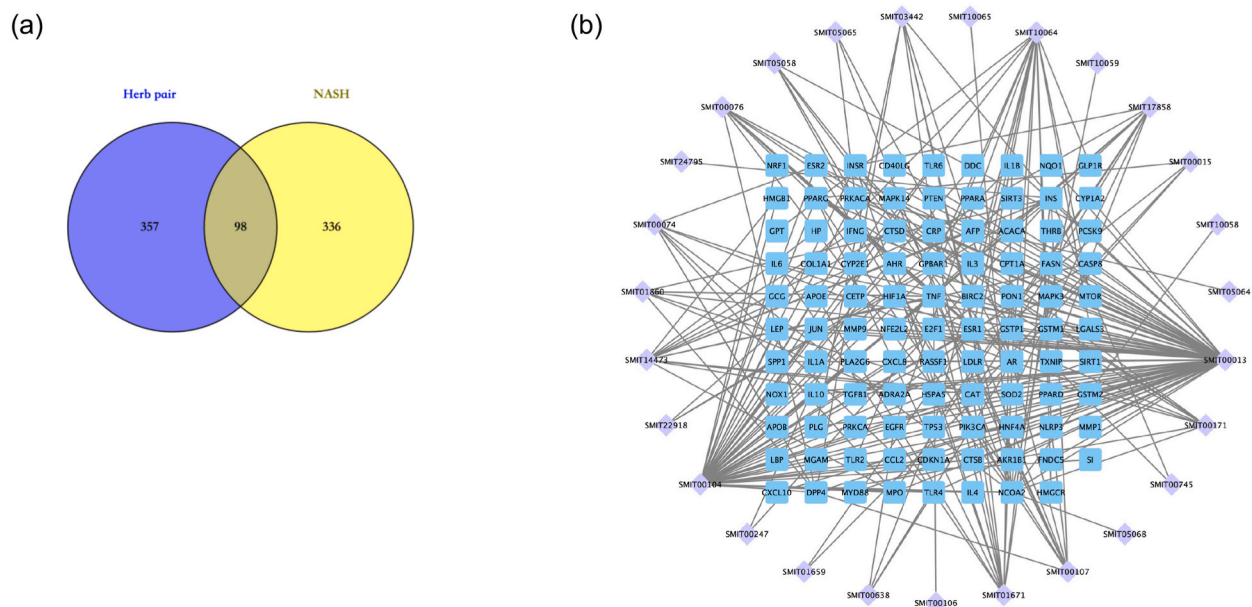 (a)
Herb pair
NASH
357
98
336
(b)
SMIT03442
SMIT10065
SMIT10064
SMIT05065
SMIT10059
SMIT05058
SMIT17858
SMIT00076
SMIT00015
SMIT24795
SMIT10058
SMIT00074
SMIT05064
SMIT01860
SMIT00013
SMIT14473
SMIT00171
SMIT22918
SMIT00745
SMIT00104
SMIT05068
SMIT00247
SMIT00107
SMIT01659
SMIT01671
SMIT00638
SMIT00106
NRF1 ESR2 INSR CD40LG TLR6 DDC IL1B NQO1 GLP1R
HMGB1 PPARG PRKACA MAPK14 PTEN PPARA SIRT3 INS CYP1A2
GPT HP IFNG CTSD CRP AFP ACACA THRB PCSK9
IL6 COL1A1 CYP2E1 AHR GPBAR1 IL3 CPT1A FASN CASP8
GCG APOE CETP HIF1A TNF BIRC2 PON1 MAPK3 MTOR
LEP JUN MMP9 NFE2L2 E2F1 ESR1 GSTP1 GSTM1 LGALS3
SPP1 IL1A PLA2G6 CXCL8 RASSF1 LDLR AR TXNIP SIRT1
NOX1 IL10 TGFB1 ADRA2A HSPA5 CAT SOD2 PPARD GSTM2
APOB PLG PRKCA EGFR TP53 PIK3CA HNF4A NLRP3 MMP1
LBP MGAM TLR2 CCL2 CDKN1A CTSB AKR1B1 FNDC5 SI
CXCL10 DPP4 MYD88 MPO TLR4 IL4 NCOA2 HMGCR